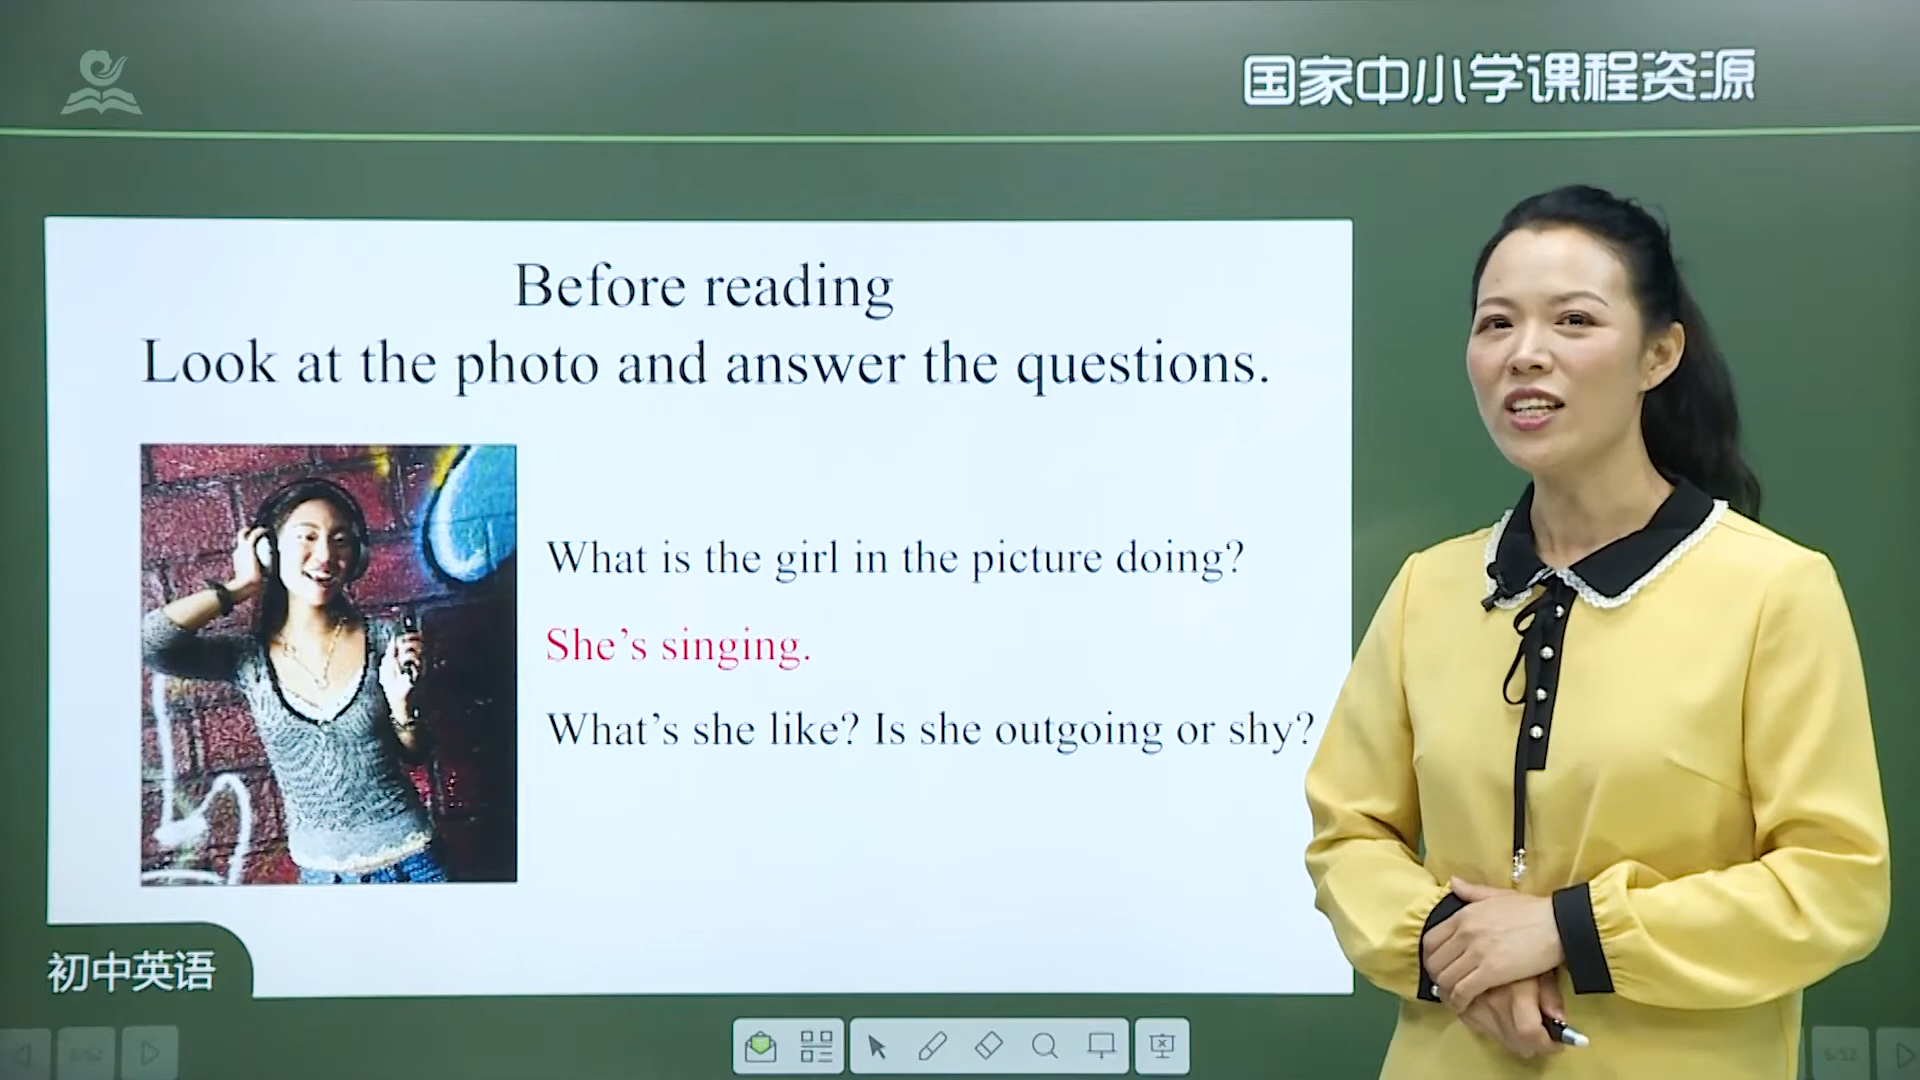 国家中小学课程资源
Before reading
Look at the photo and answer the questions.
What is the girl in the picture doing?
She's singing.
What's she like? Is she outgoing or shy?
初中英语